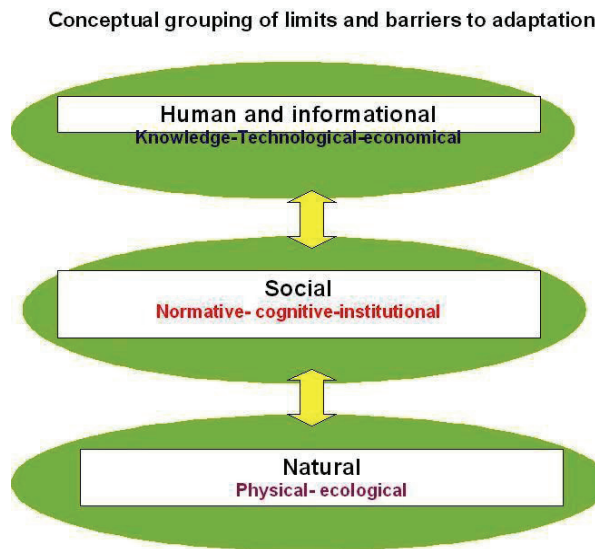 Conceptual grouping of limits and barriers to adaptation
Human and informational
Knowledge-Technological-economical
Social
Normative- cognitive-institutional
Natural
Physical- ecological